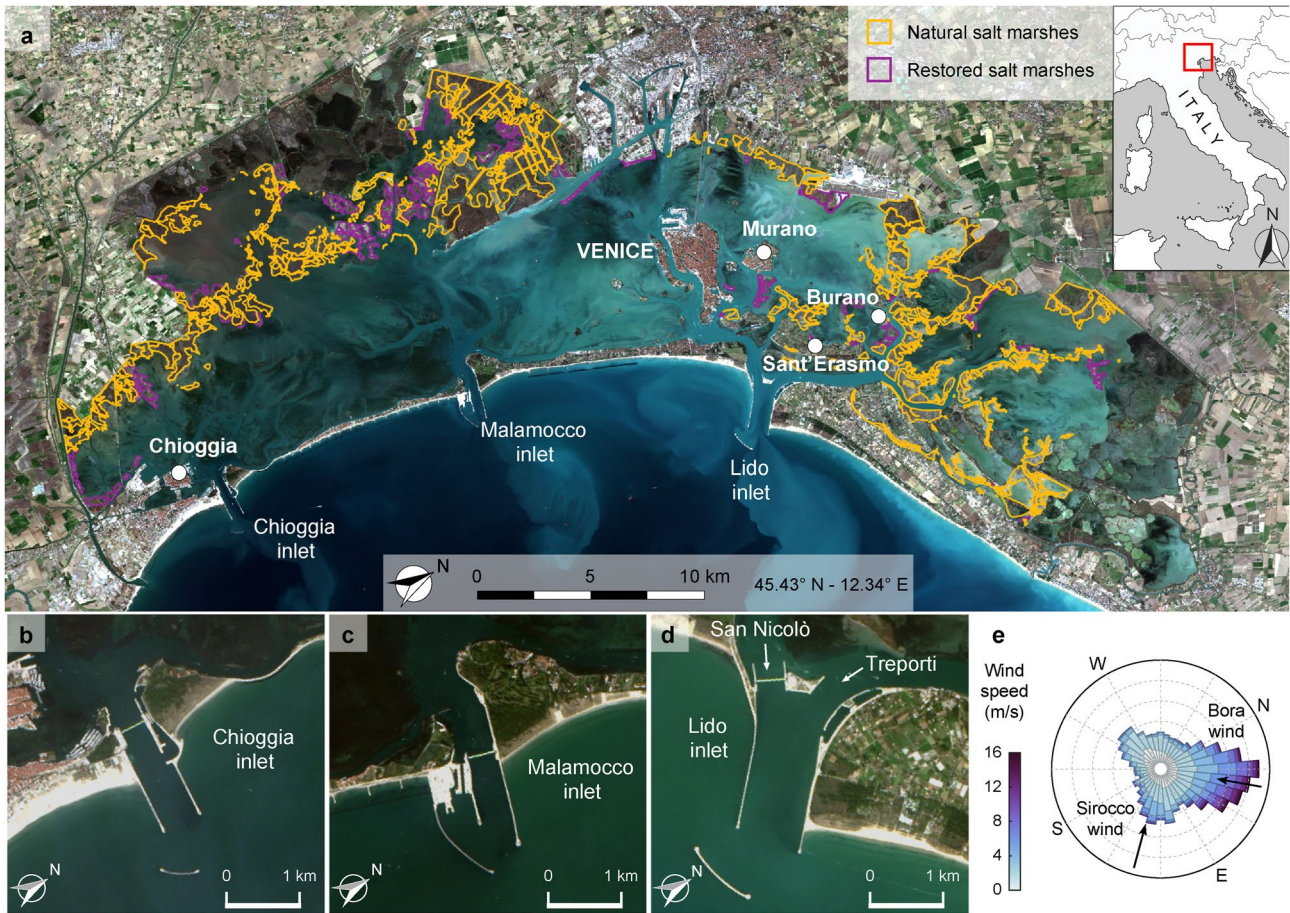 a
Natural salt marshes
Restored salt marshes
ITALY
N
VENICE
Murano
Burano
Sant'Erasmo
Chioggia
Malamocco
inlet
Lido
inlet
Chioggia
inlet
N
0 5 10 km
45.43° N - 12.34° E
b
Chioggia
inlet
N
0 1 km
c
Malamocco
inlet
N
0 1 km
d
San Nicolò
Treporti
Lido
inlet
N
0 1 km
e
Wind
speed
(m/s)
16
12
8
4
0
W
N
Bora
wind
Sirocco
wind
S
E